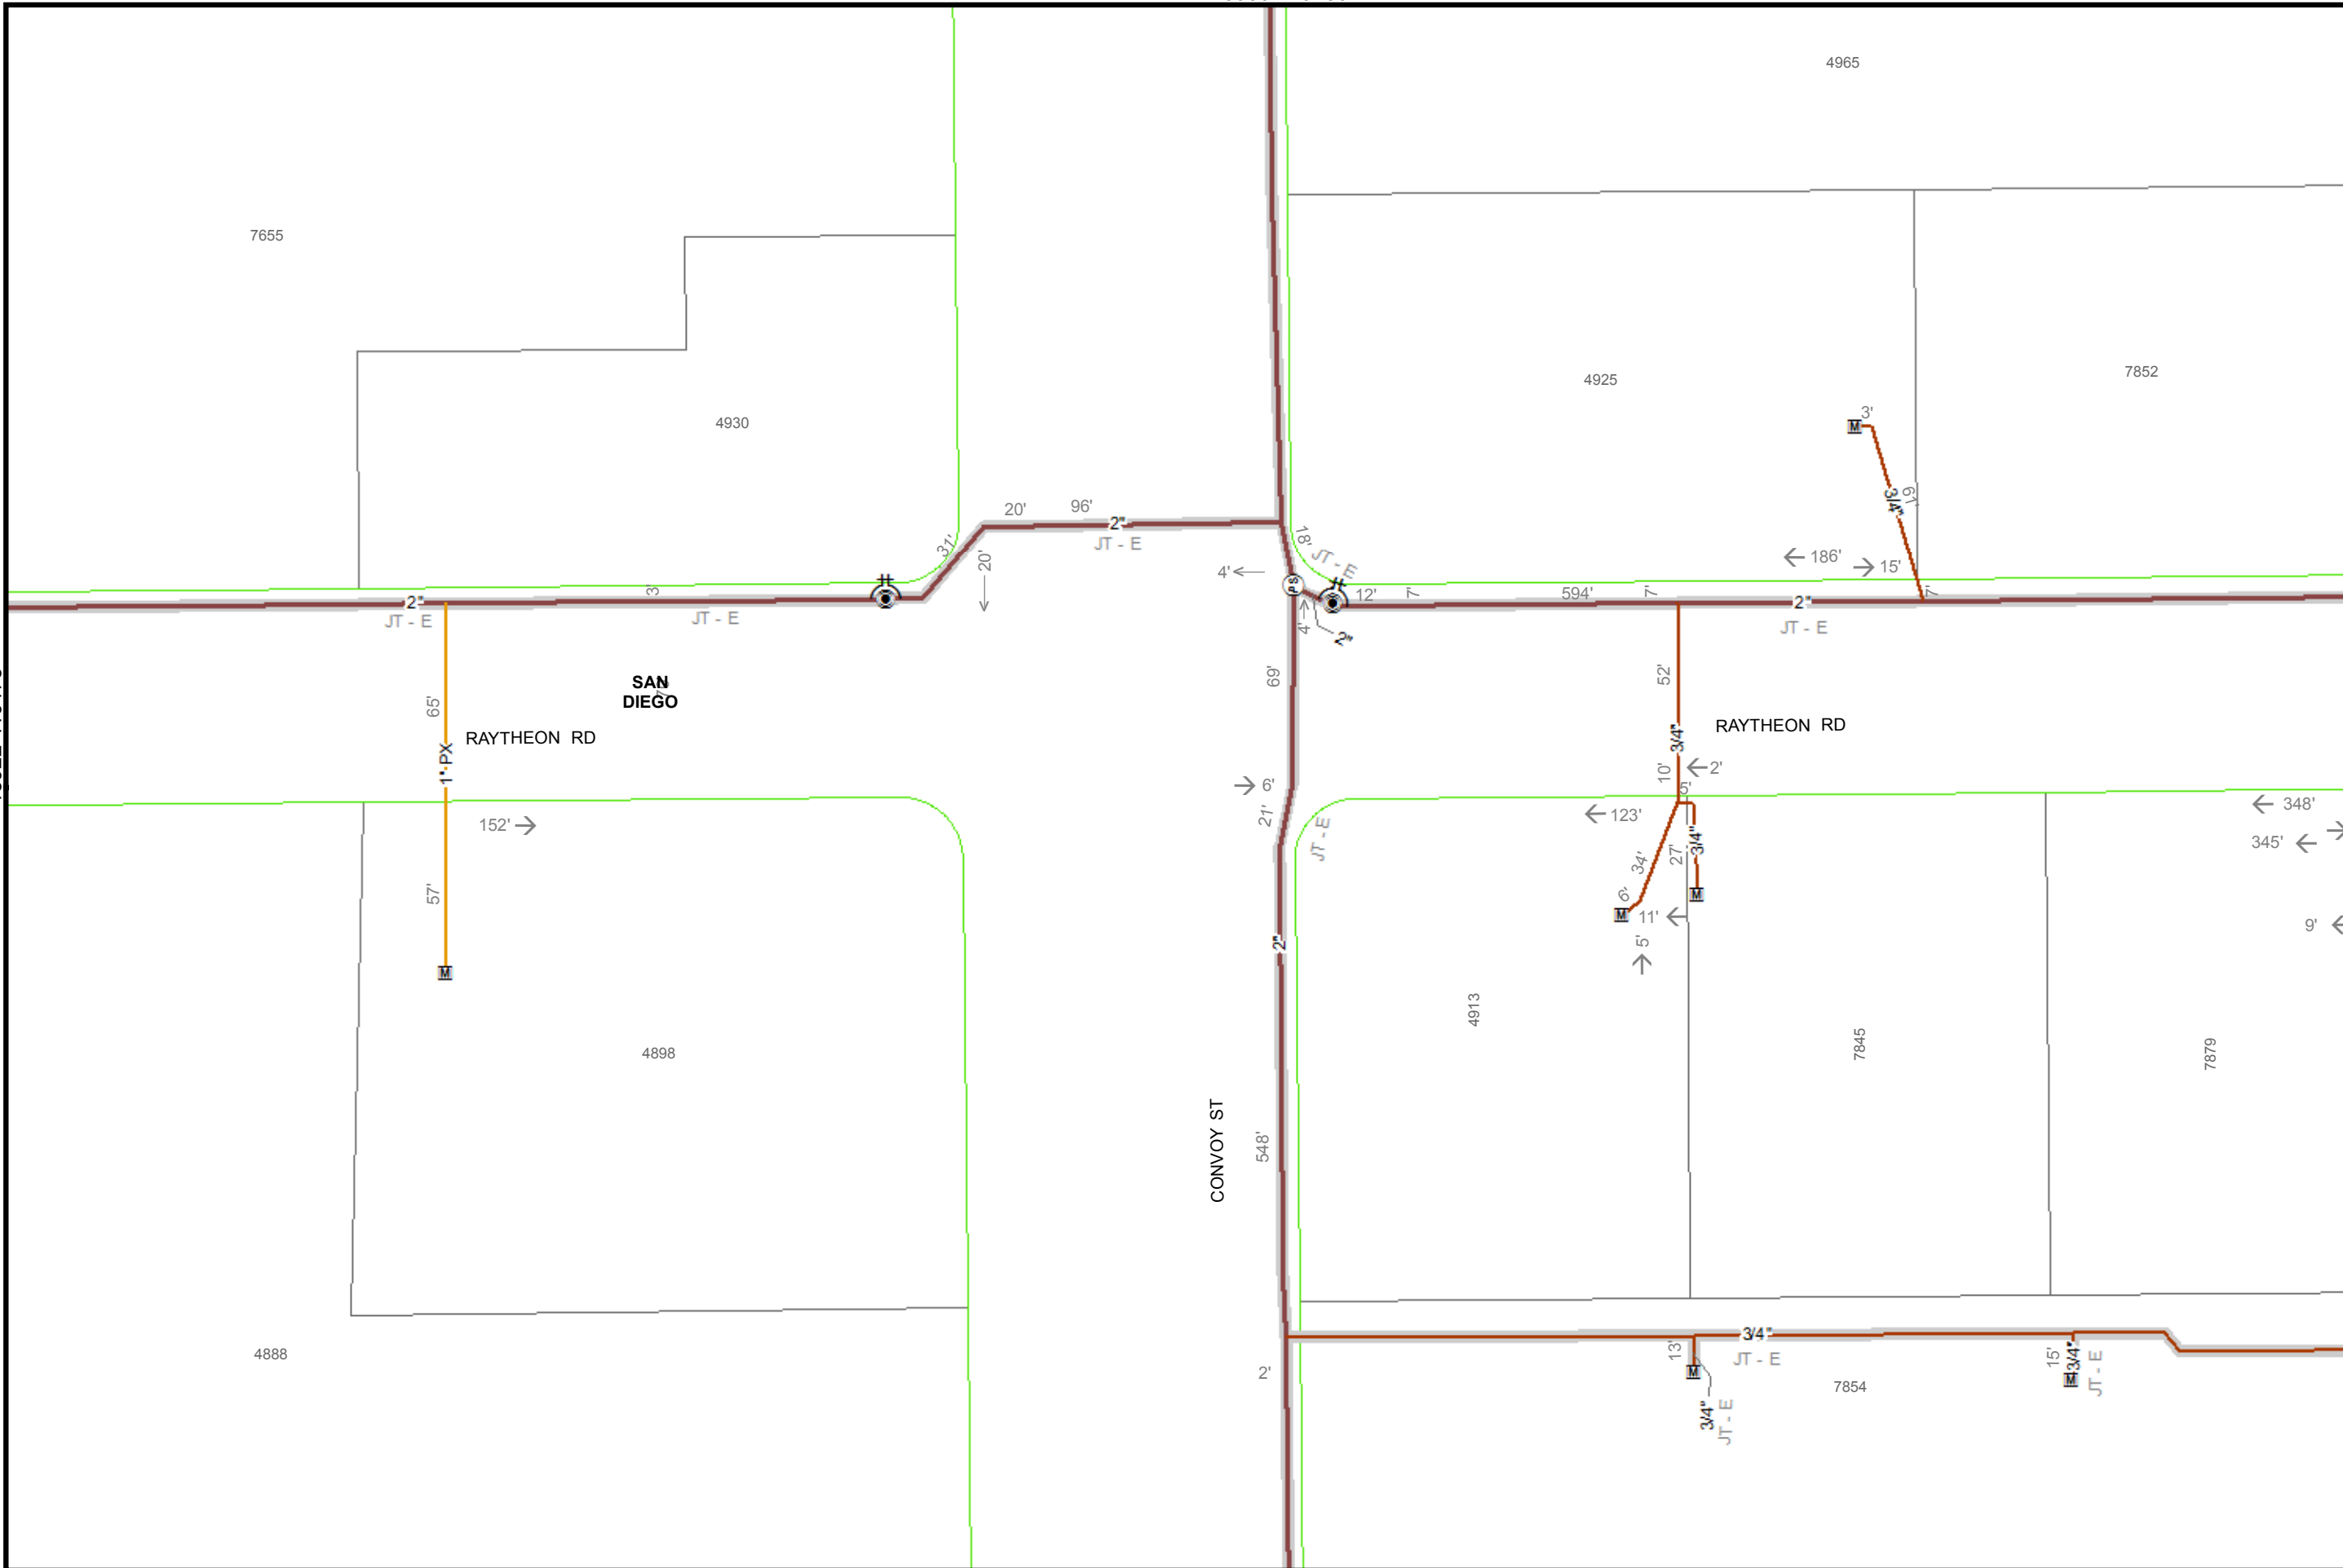 4965
7655
4925
7852
4930
3'
M
3/4"
20'
96'
2"
JT - E
31'
20'
4'
18'
JT - E
PS
186'
15'
3'
2"
JT - E
JT - E
12'
7'
594'
7'
2"
7'
JT - E
4'
2"
SAN
DIEGO
65'
69'
52'
RAYTHEON RD
RAYTHEON RD
1" PX
3/4"
10'
2'
5'
6'
21'
JT - E
152'
123'
348'
345'
3/4"
27'
34'
57'
6'
M
M
11'
9'
5'
M
2"
4913
7845
7879
4898
CONVOY ST
548'
4888
2'
3/4"
JT - E
13'
M
3/4"
JT - E
15'
3/4"
JT - E
M
7854